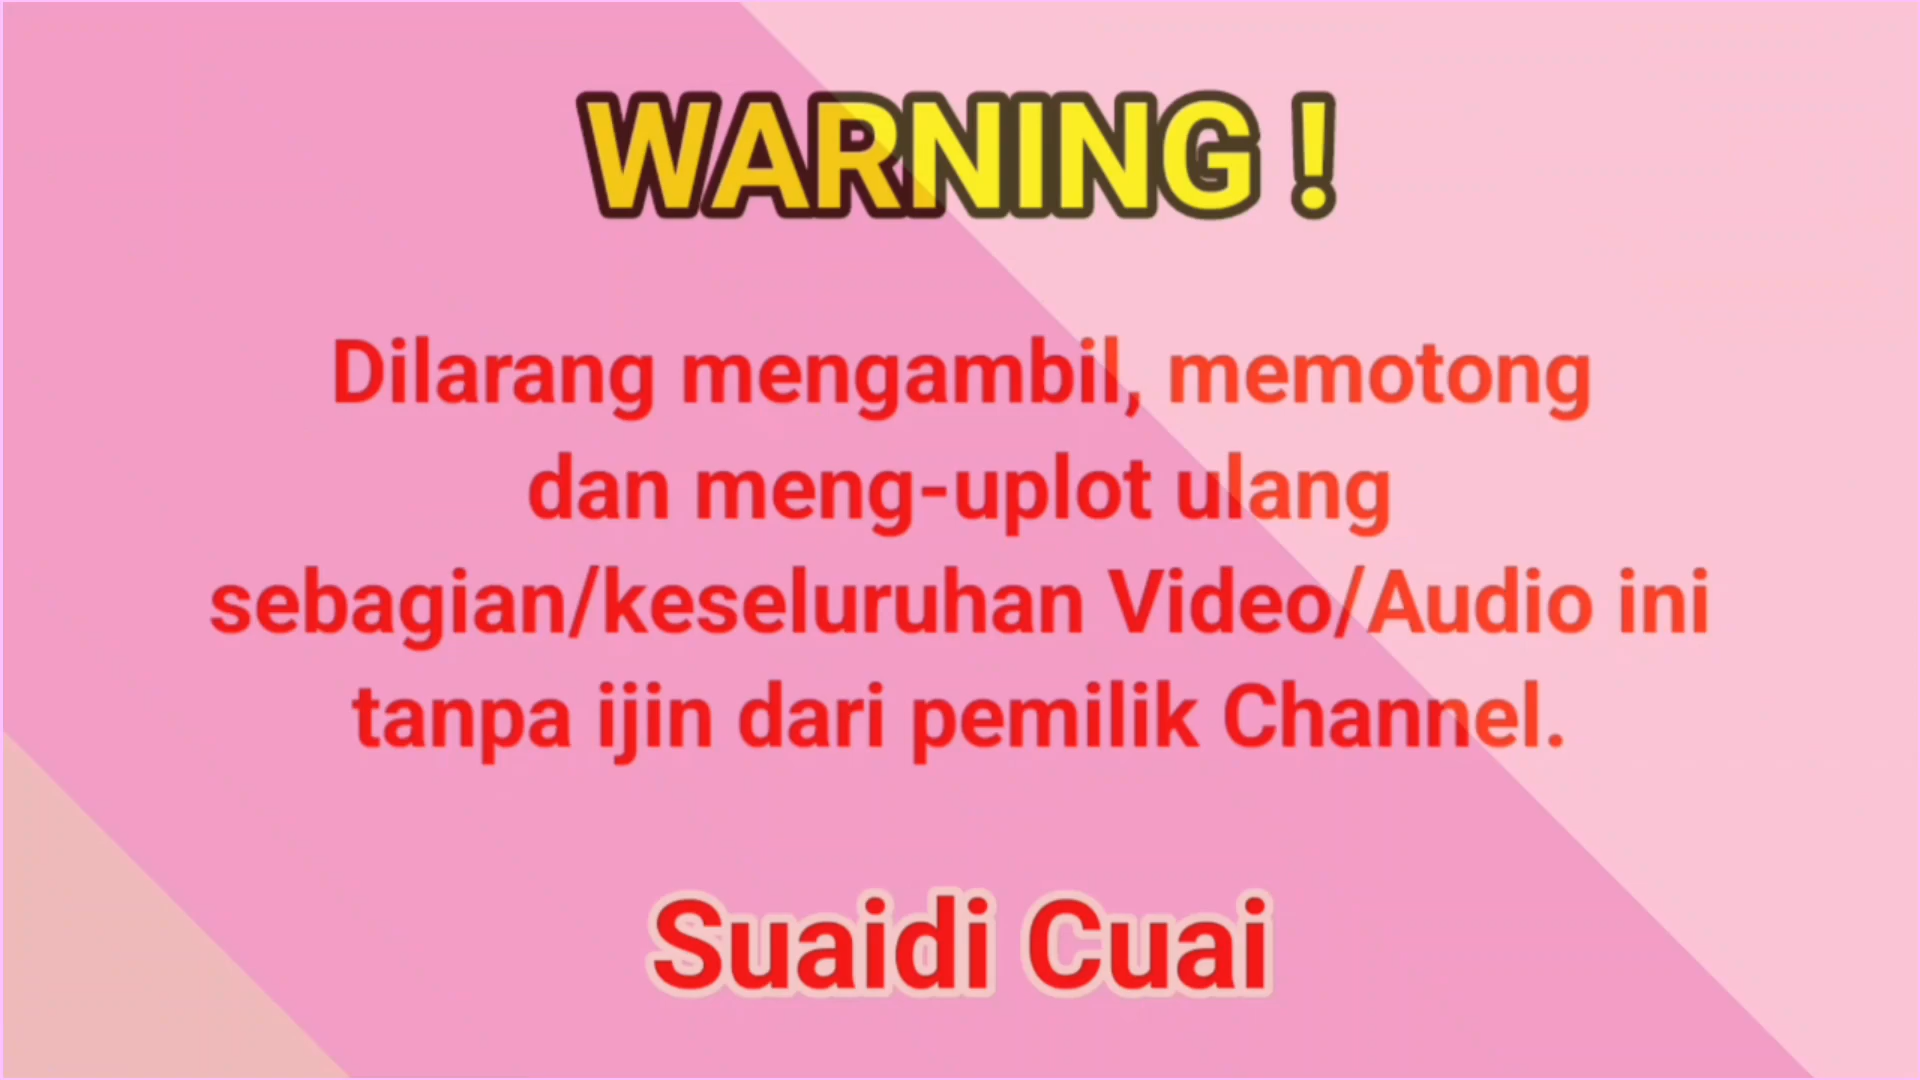 WARNING !
Dilarang mengambil, memotong
dan meng-uplot ulang
sebagian/keseluruhan Video/Audio ini
tanpa ijin dari pemilik Channel.
Suaidi Cuai